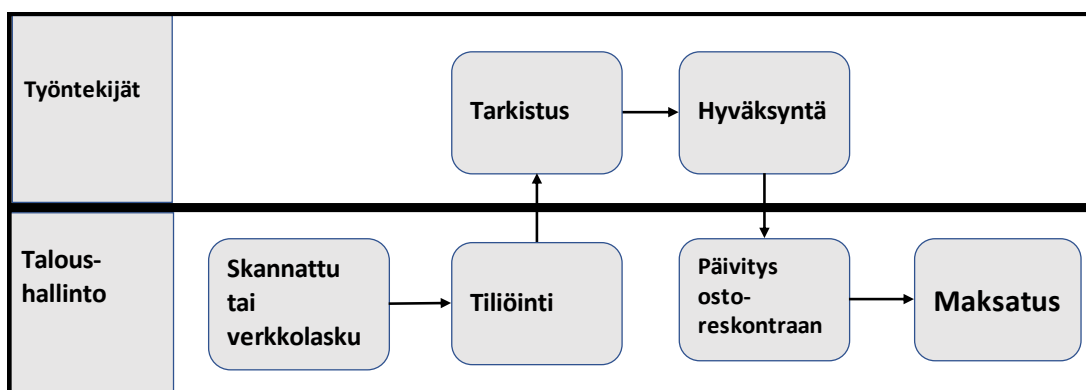 Työntekijät
Tarkistus
Hyväksyntä
Talous-
hallinto
Skannattu
tai
verkkolasku
Tiliöinti
Päivitys
osto-
reskontraan
Maksatus